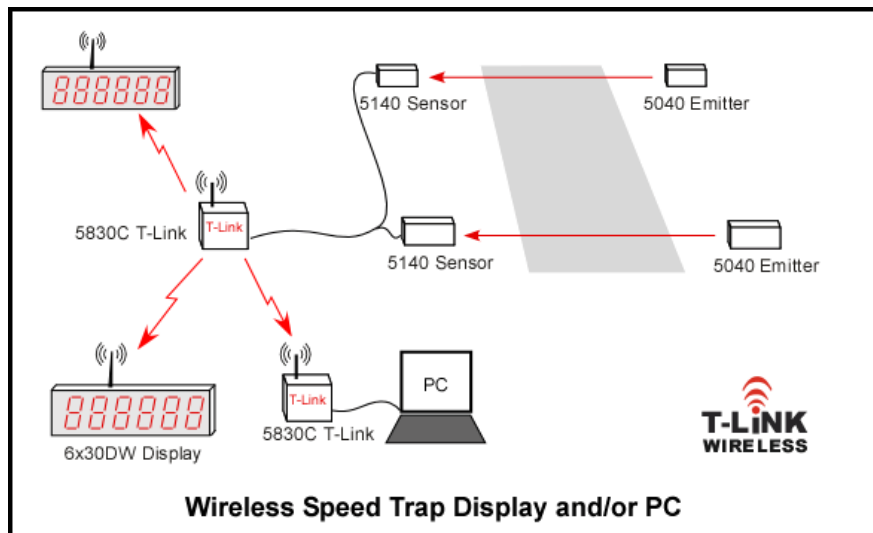 888888
5140 Sensor
5040 Emitter
T-Link
5830C T-Link
5140 Sensor
5040 Emitter
888888
6x30DW Display
T-Link
5830C T-Link
PC
T-LiNK
WIRELESS
Wireless Speed Trap Display and/or PC